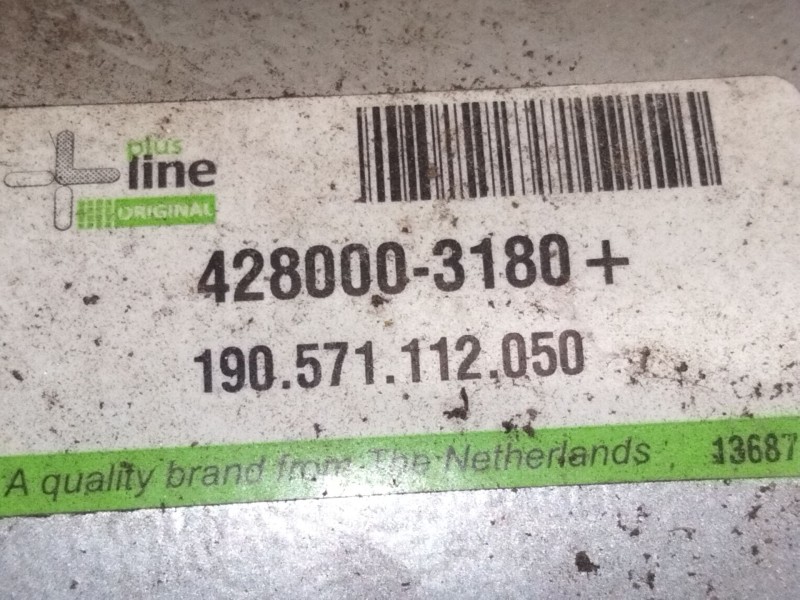 plus
line
ORIGINAL
428000-3180+
190.571.112.050
A quality brand from The Netherlands 13687